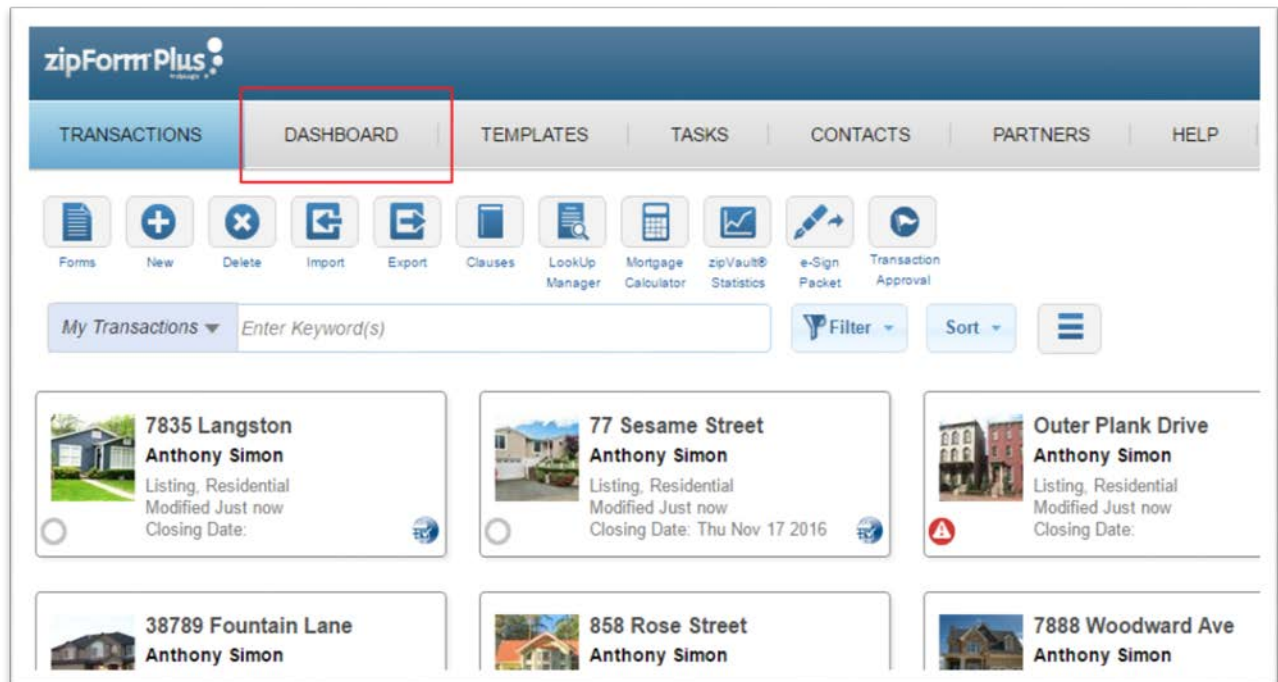 zipForm Plus
TRANSACTIONS DASHBOARD TEMPLATES TASKS CONTACTS PARTNERS HELP
Forms New Delete Import Export Clauses LookUp Manager Mortgage Calculator zipVault® Statistics e-Sign Packet Transaction Approval
My Transactions Enter Keyword(s) Filter Sort
7835 Langston
Anthony Simon
Listing, Residential
Modified Just now
Closing Date:
77 Sesame Street
Anthony Simon
Listing, Residential
Modified Just now
Closing Date: Thu Nov 17 2016
Outer Plank Drive
Anthony Simon
Listing, Residential
Modified Just now
Closing Date:
38789 Fountain Lane
Anthony Simon
858 Rose Street
Anthony Simon
7888 Woodward Ave
Anthony Simon